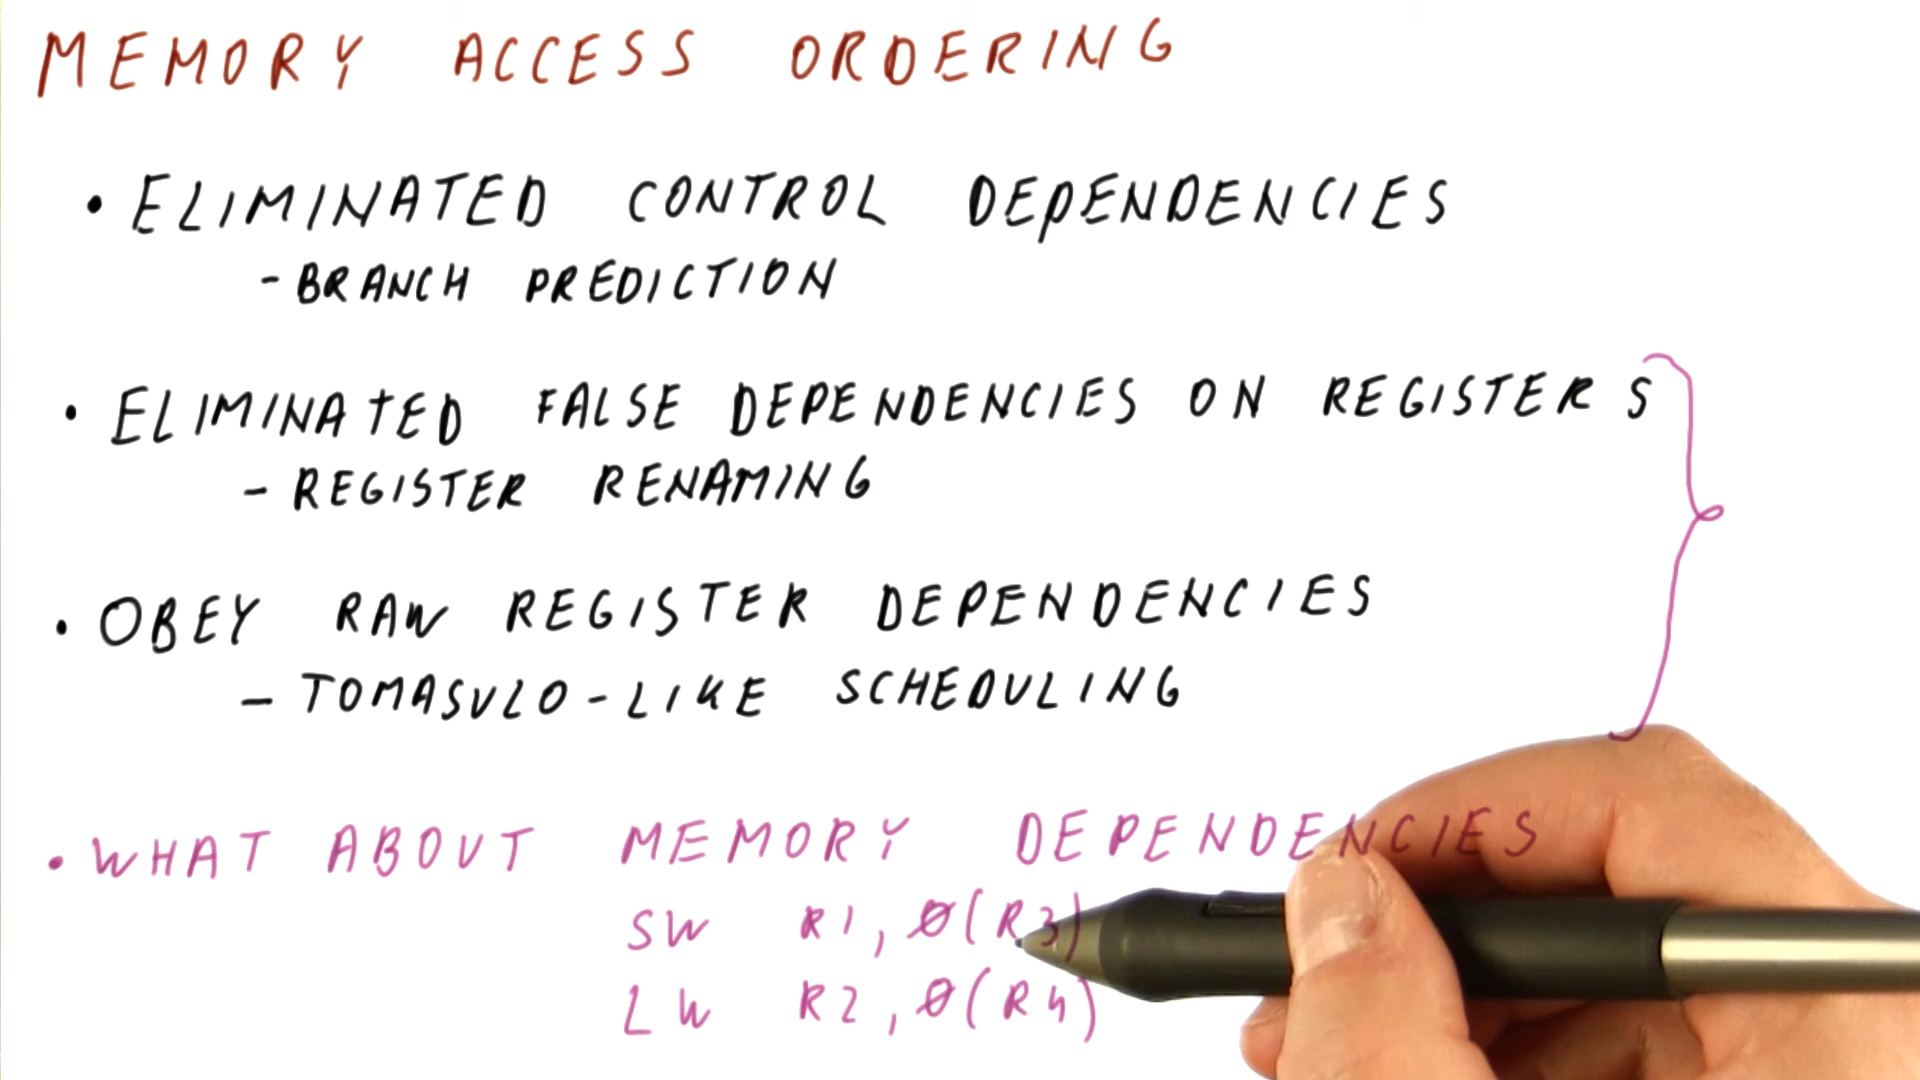 MEMORY ACCESS ORDERING
• ELIMINATED CONTROL DEPENDENCIES
- BRANCH PREDICTION
• ELIMINATED FALSE DEPENDENCIES ON REGISTERS
- REGISTER RENAMING
• OBEY RAW REGISTER DEPENDENCIES
- TOMASULO-LIKE SCHEDULING
• WHAT ABOUT MEMORY DEPENDENCIES
SW R1, 0(R3)
LW R2, 0(R4)